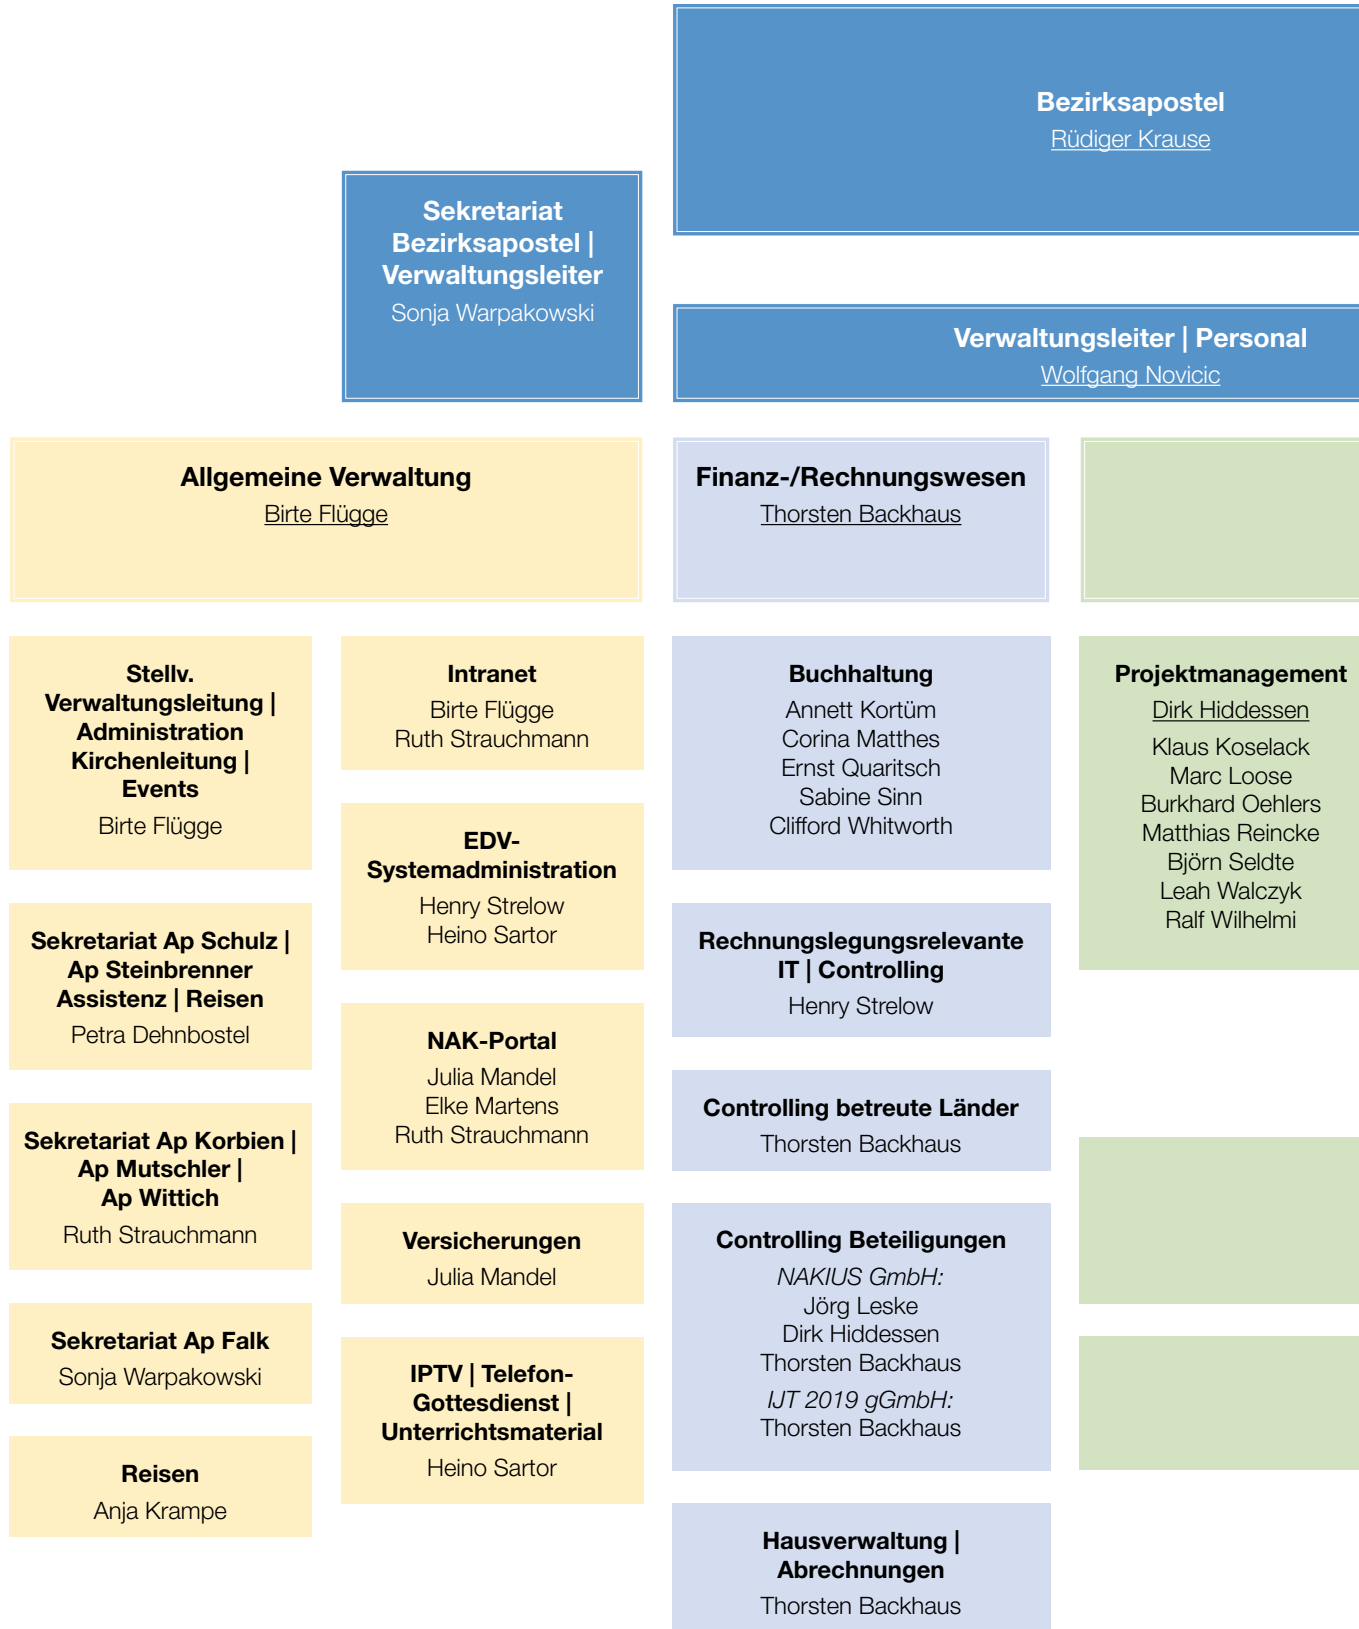 Bezirksapostel
Rüdiger Krause
Sekretariat
Bezirksapostel |
Verwaltungsleiter
Sonja Warpakowski
Verwaltungsleiter | Personal
Wolfgang Novicic
Allgemeine Verwaltung
Birte Flügge
Finanz-/Rechnungswesen
Thorsten Backhaus
Stellv.
Verwaltungsleitung |
Administration
Kirchenleitung |
Events
Birte Flügge
Sekretariat Ap Schulz |
Ap Steinbrenner
Assistenz | Reisen
Petra Dehnbostel
Sekretariat Ap Korbien |
Ap Mutschler |
Ap Wittich
Ruth Strauchmann
Sekretariat Ap Falk
Sonja Warpakowski
Reisen
Anja Krampe
Intranet
Birte Flügge
Ruth Strauchmann
EDV-
Systemadministration
Henry Strelow
Heino Sartor
NAK-Portal
Julia Mandel
Elke Martens
Ruth Strauchmann
Versicherungen
Julia Mandel
IPTV | Telefon-
Gottesdienst |
Unterrichtsmaterial
Heino Sartor
Buchhaltung
Annett Kortüm
Corina Matthes
Ernst Quaritsch
Sabine Sinn
Clifford Whitworth
Rechnungslegungsrelevante
IT | Controlling
Henry Strelow
Controlling betreute Länder
Thorsten Backhaus
Controlling Beteiligungen
NAKIUS GmbH:
Jörg Leske
Dirk Hiddessen
Thorsten Backhaus
IJT 2019 gGmbH:
Thorsten Backhaus
Hausverwaltung |
Abrechnungen
Thorsten Backhaus
Projektmanagement
Dirk Hiddessen
Klaus Koselack
Marc Loose
Burkhard Oehlers
Matthias Reincke
Björn Seldte
Leah Walczyk
Ralf Wilhelmi